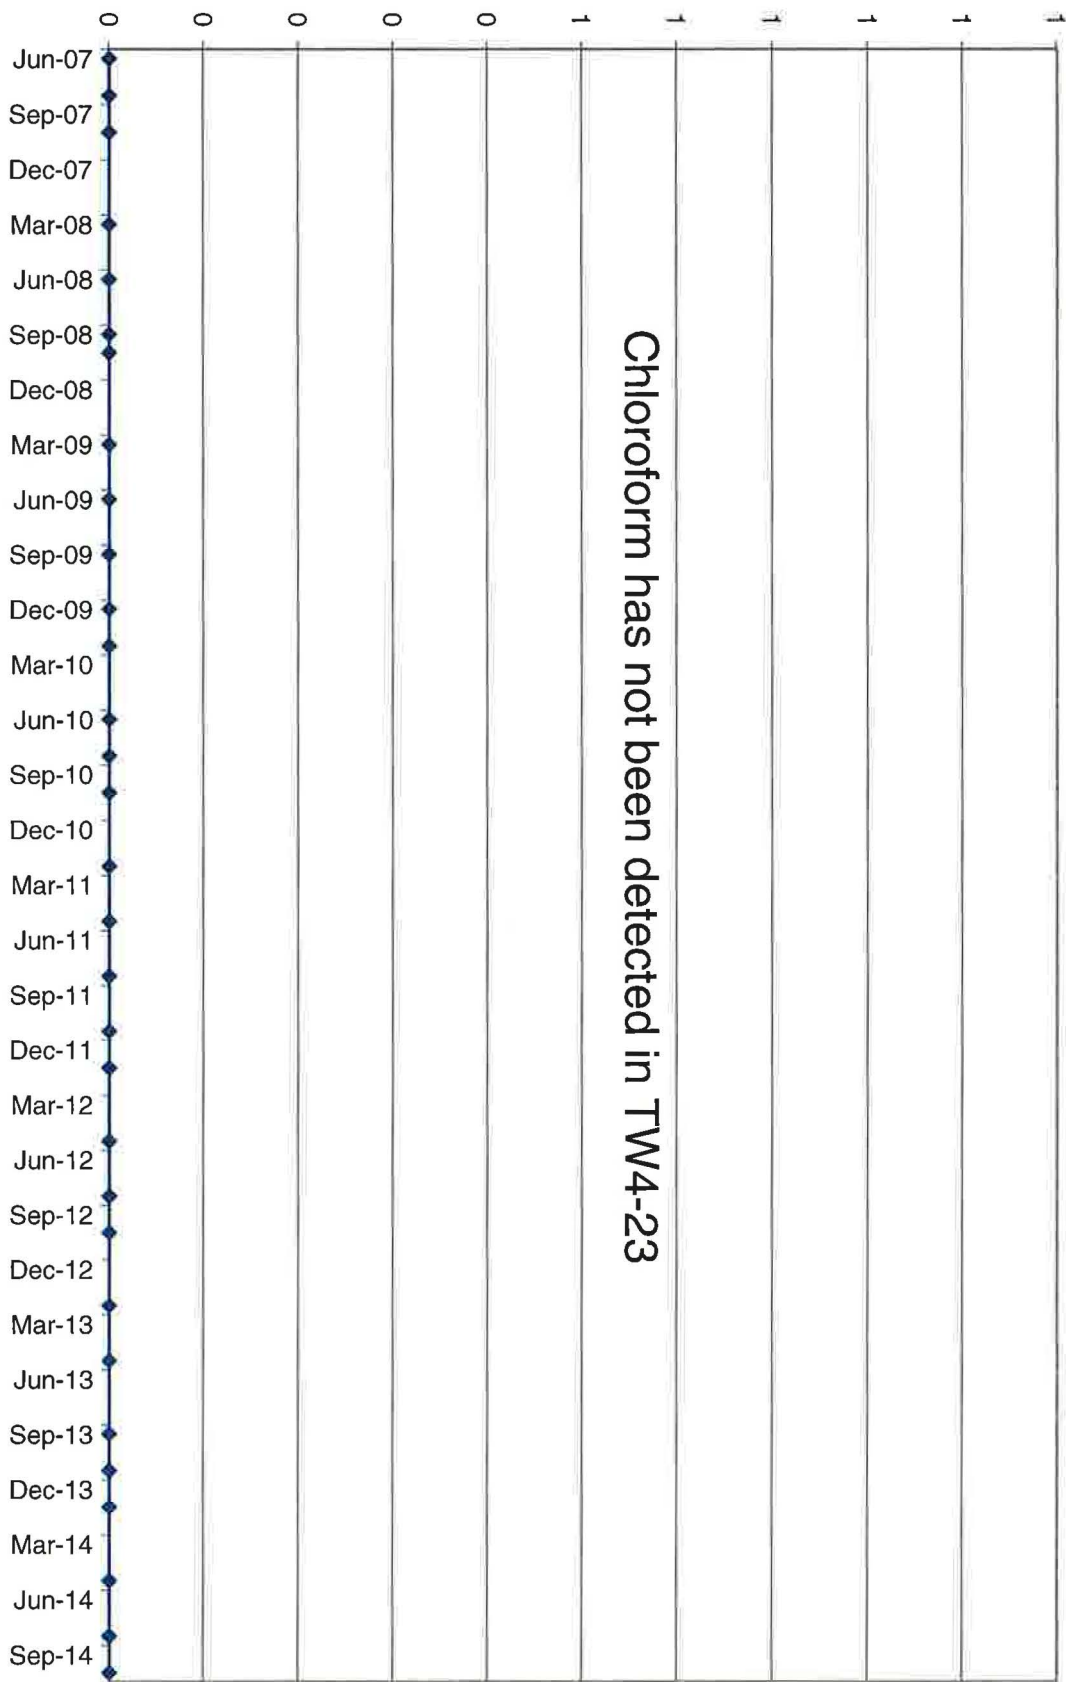 0
0
0
0
0
1
1
1
1
1
1
Chloroform has not been detected in TW4-23
Jun-07
Sep-07
Dec-07
Mar-08
Jun-08
Sep-08
Dec-08
Mar-09
Jun-09
Sep-09
Dec-09
Mar-10
Jun-10
Sep-10
Dec-10
Mar-11
Jun-11
Sep-11
Dec-11
Mar-12
Jun-12
Sep-12
Dec-12
Mar-13
Jun-13
Sep-13
Dec-13
Mar-14
Jun-14
Sep-14